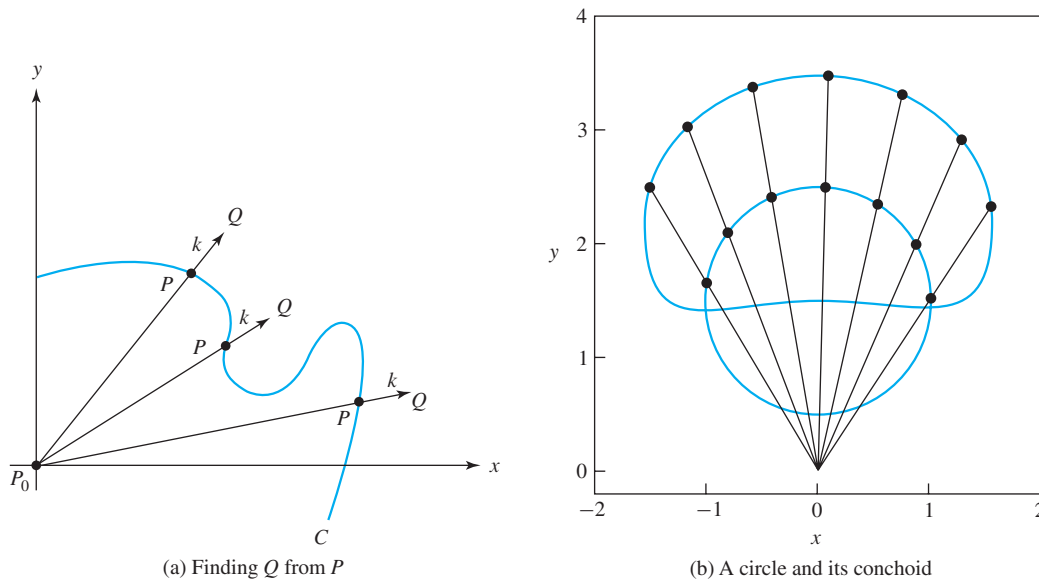 y
Q
k
P
k
Q
P
k
P
Q
P0
x
C
(a) Finding Q from P
4
3
2
y
1
0
−2
−1
0
1
2
x
(b) A circle and its conchoid